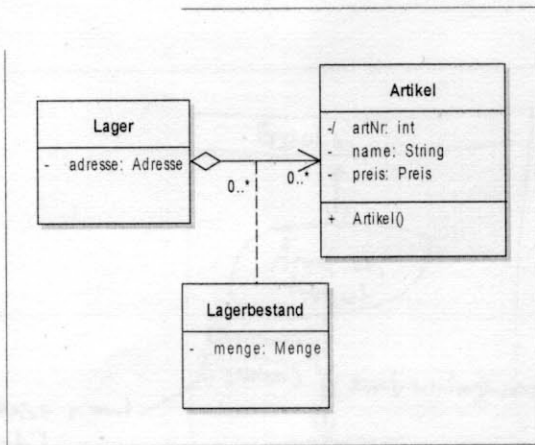 Artikel
-/ artNr: int
- name: String
- preis: Preis
+ Artikel()
Lager
- adresse: Adresse
0..*
0..*
Lagerbestand
- menge: Menge